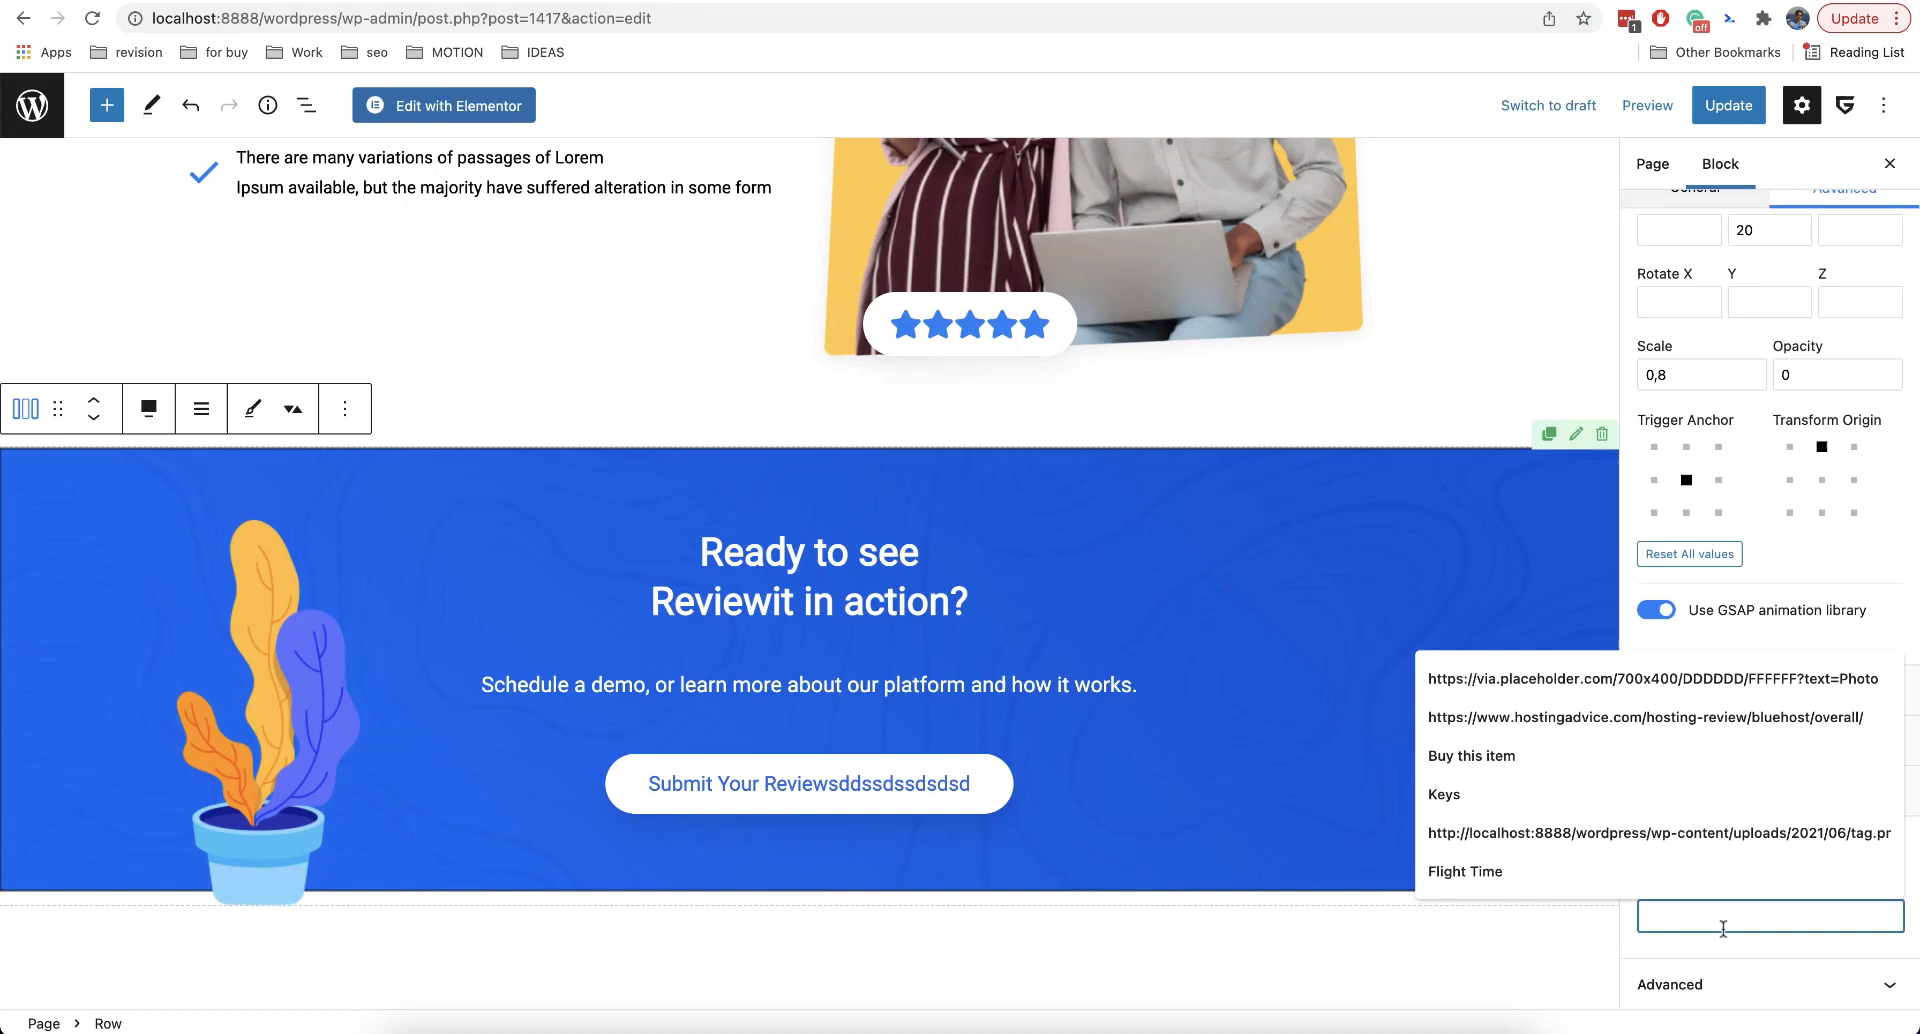 localhost:8888/wordpress/wp-admin/post.php?post=1417&action=edit
1
off
Update
Apps
revision
for buy
Work
seo
MOTION
IDEAS
Other Bookmarks
Reading List
Edit with Elementor
Switch to draft
Preview
Update
There are many variations of passages of Lorem
Ipsum available, but the majority have suffered alteration in some form
Ready to see
Reviewit in action?
Schedule a demo, or learn more about our platform and how it works.
Submit Your Reviewsddssdssdsdsd
Page
Block
General
Advanced
20
Rotate X
Y
Z
Scale
Opacity
0,8
0
Trigger Anchor
Transform Origin
Reset All values
Use GSAP animation library
https://via.placeholder.com/700x400/DDDDDD/FFFFFF?text=Photo
https://www.hostingadvice.com/hosting-review/bluehost/overall/
Buy this item
Keys
http://localhost:8888/wordpress/wp-content/uploads/2021/06/tag.pr
Flight Time
Advanced
Page > Row